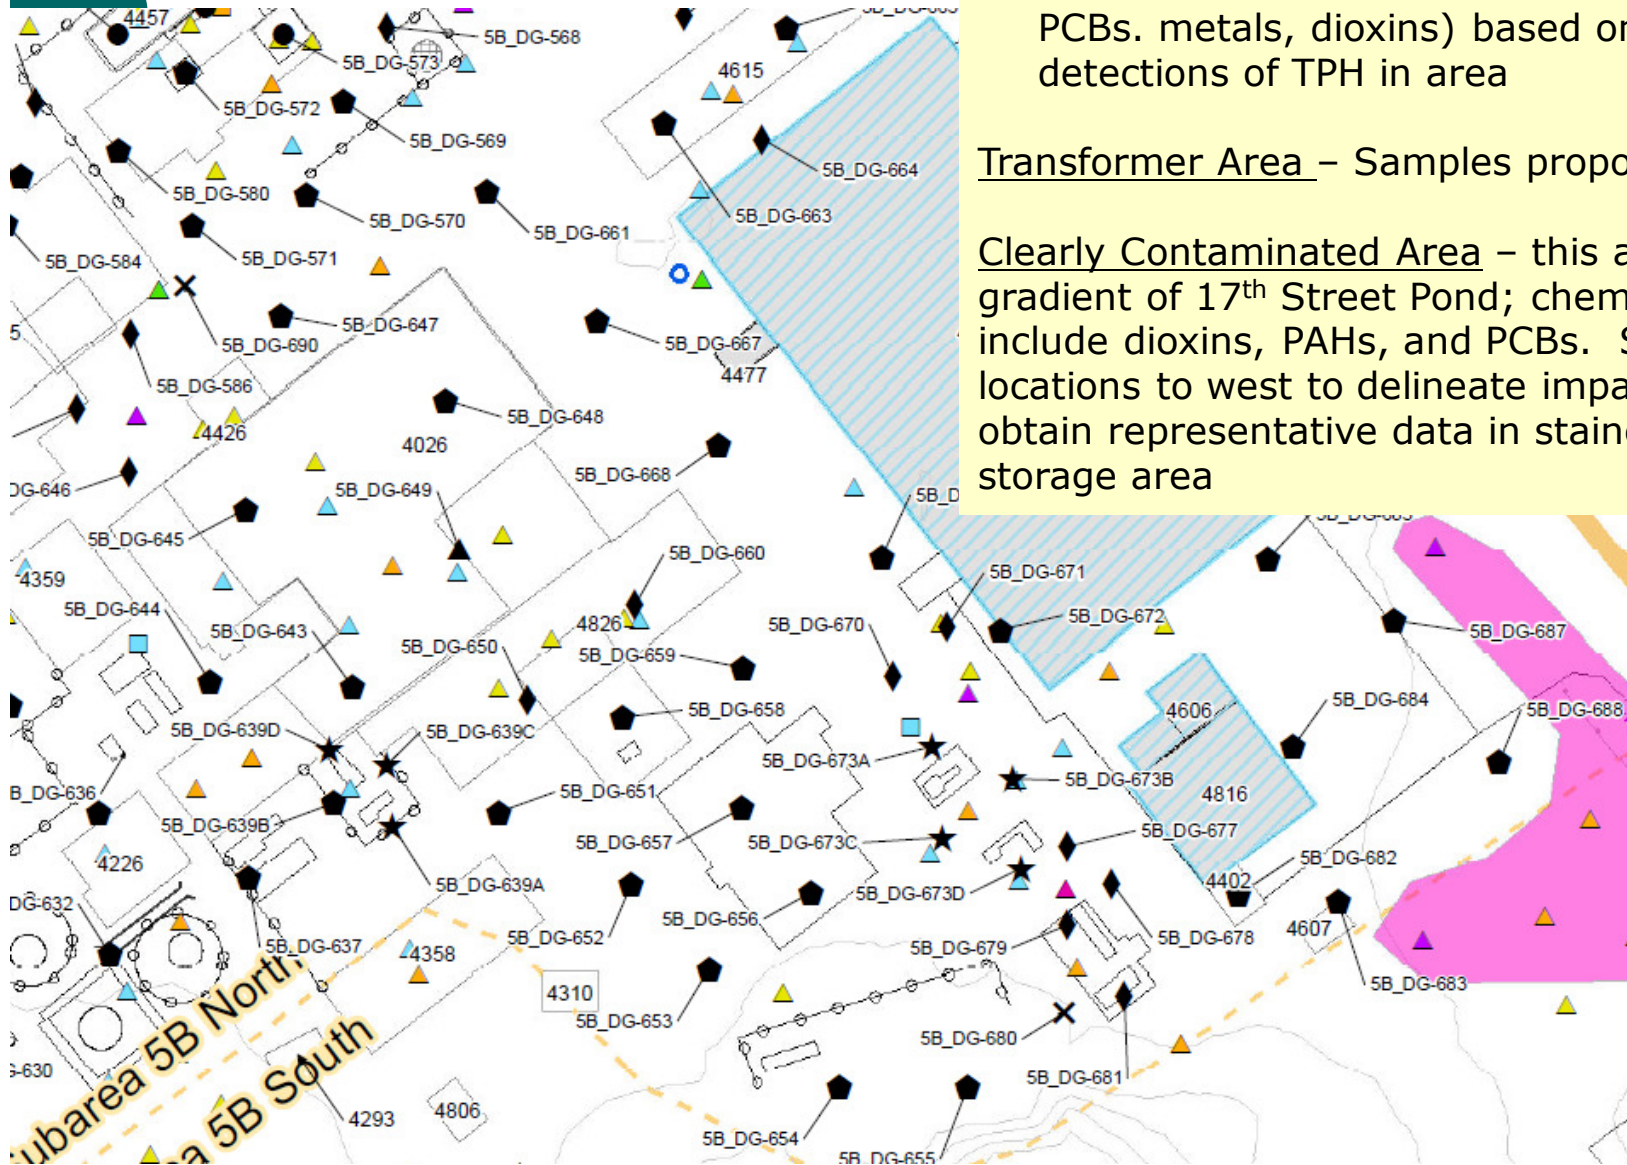 PCBs. metals, dioxins) based on
detections of TPH in area
Transformer Area – Samples propo
Clearly Contaminated Area – this a
gradient of 17th Street Pond; chem
include dioxins, PAHs, and PCBs. S
locations to west to delineate impa
obtain representative data in staine
storage area
4457
5B_DG-568
5B_DG-573
4615
5B_DG-572
5B_DG-569
5B_DG-664
5B_DG-580
5B_DG-570
5B_DG-663
5B_DG-661
5B_DG-584
5B_DG-571
5B_DG-647
5B_DG-690
5B_DG-667
4477
5B_DG-586
5B_DG-648
4426
4026
5B_DG-668
DG-646
5B_DG-649
5B_D
5B_DG-645
5B_DG-660
5B_DG-671
4359
5B_DG-644
5B_DG-643
4826
5B_DG-670
5B_DG-672
5B_DG-687
5B_DG-650
5B_DG-659
5B_DG-684
5B_DG-658
4606
5B_DG-688
5B_DG-639D
5B_DG-639C
5B_DG-673A
5B_DG-673B
B_DG-636
5B_DG-651
4816
5B_DG-639B
5B_DG-657
5B_DG-673C
5B_DG-677
4226
5B_DG-682
5B_DG-639A
5B_DG-673D
4402
DG-632
5B_DG-656
4607
5B_DG-637
5B_DG-652
5B_DG-679
5B_DG-678
4358
5B_DG-683
4310
5B_DG-653
5B_DG-680
Subarea 5B North
ea 5B South
-630
5B_DG-681
4293
4806
5B_DG-654
5B_DG-655